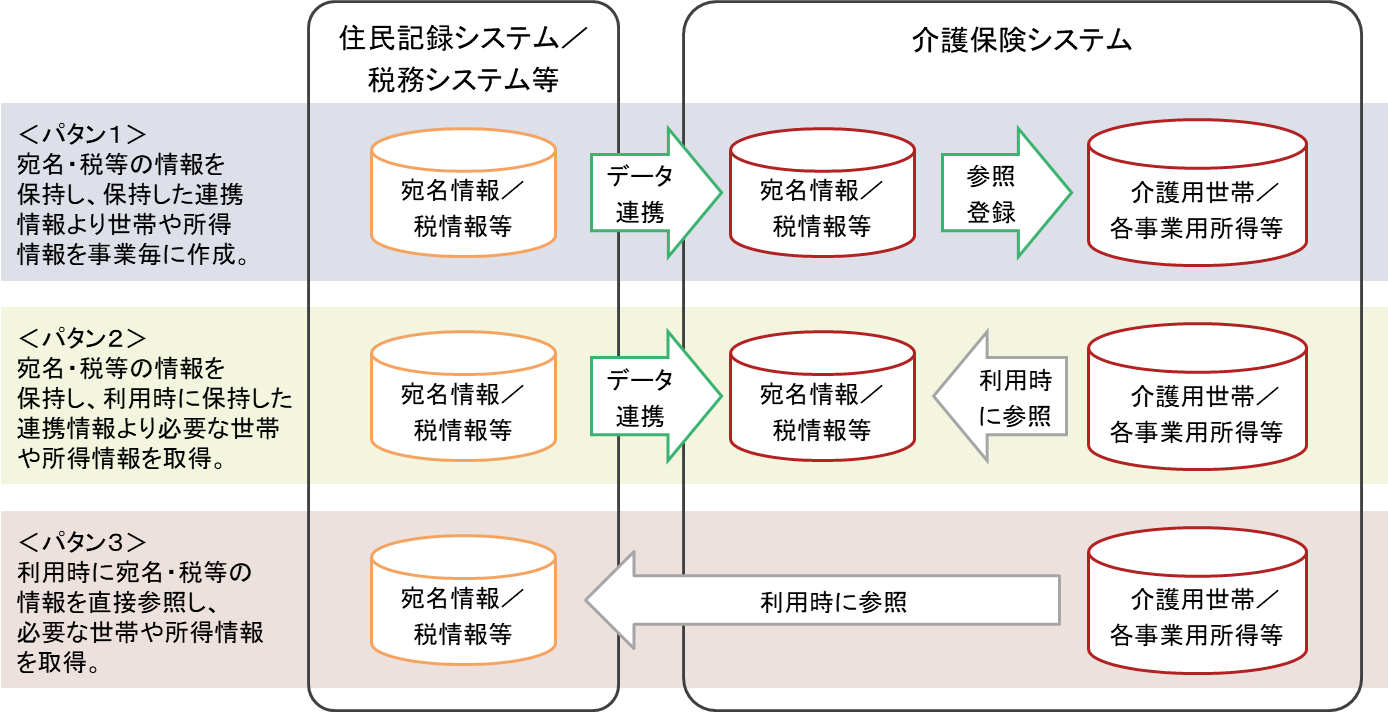 住民記録システム／
税務システム等
介護保険システム
＜パタン１＞
宛名・税等の情報を
保持し、保持した連携
情報より世帯や所得
情報を事業毎に作成。
宛名情報／
税情報等
データ
連携
宛名情報／
税情報等
参照
登録
介護用世帯／
各事業用所得等
＜パタン２＞
宛名・税等の情報を
保持し、利用時に保持した
連携情報より必要な世帯
や所得情報を取得。
宛名情報／
税情報等
データ
連携
宛名情報／
税情報等
利用時
に参照
介護用世帯／
各事業用所得等
＜パタン３＞
利用時に宛名・税等の
情報を直接参照し、
必要な世帯や所得情報
を取得。
宛名情報／
税情報等
利用時に参照
介護用世帯／
各事業用所得等